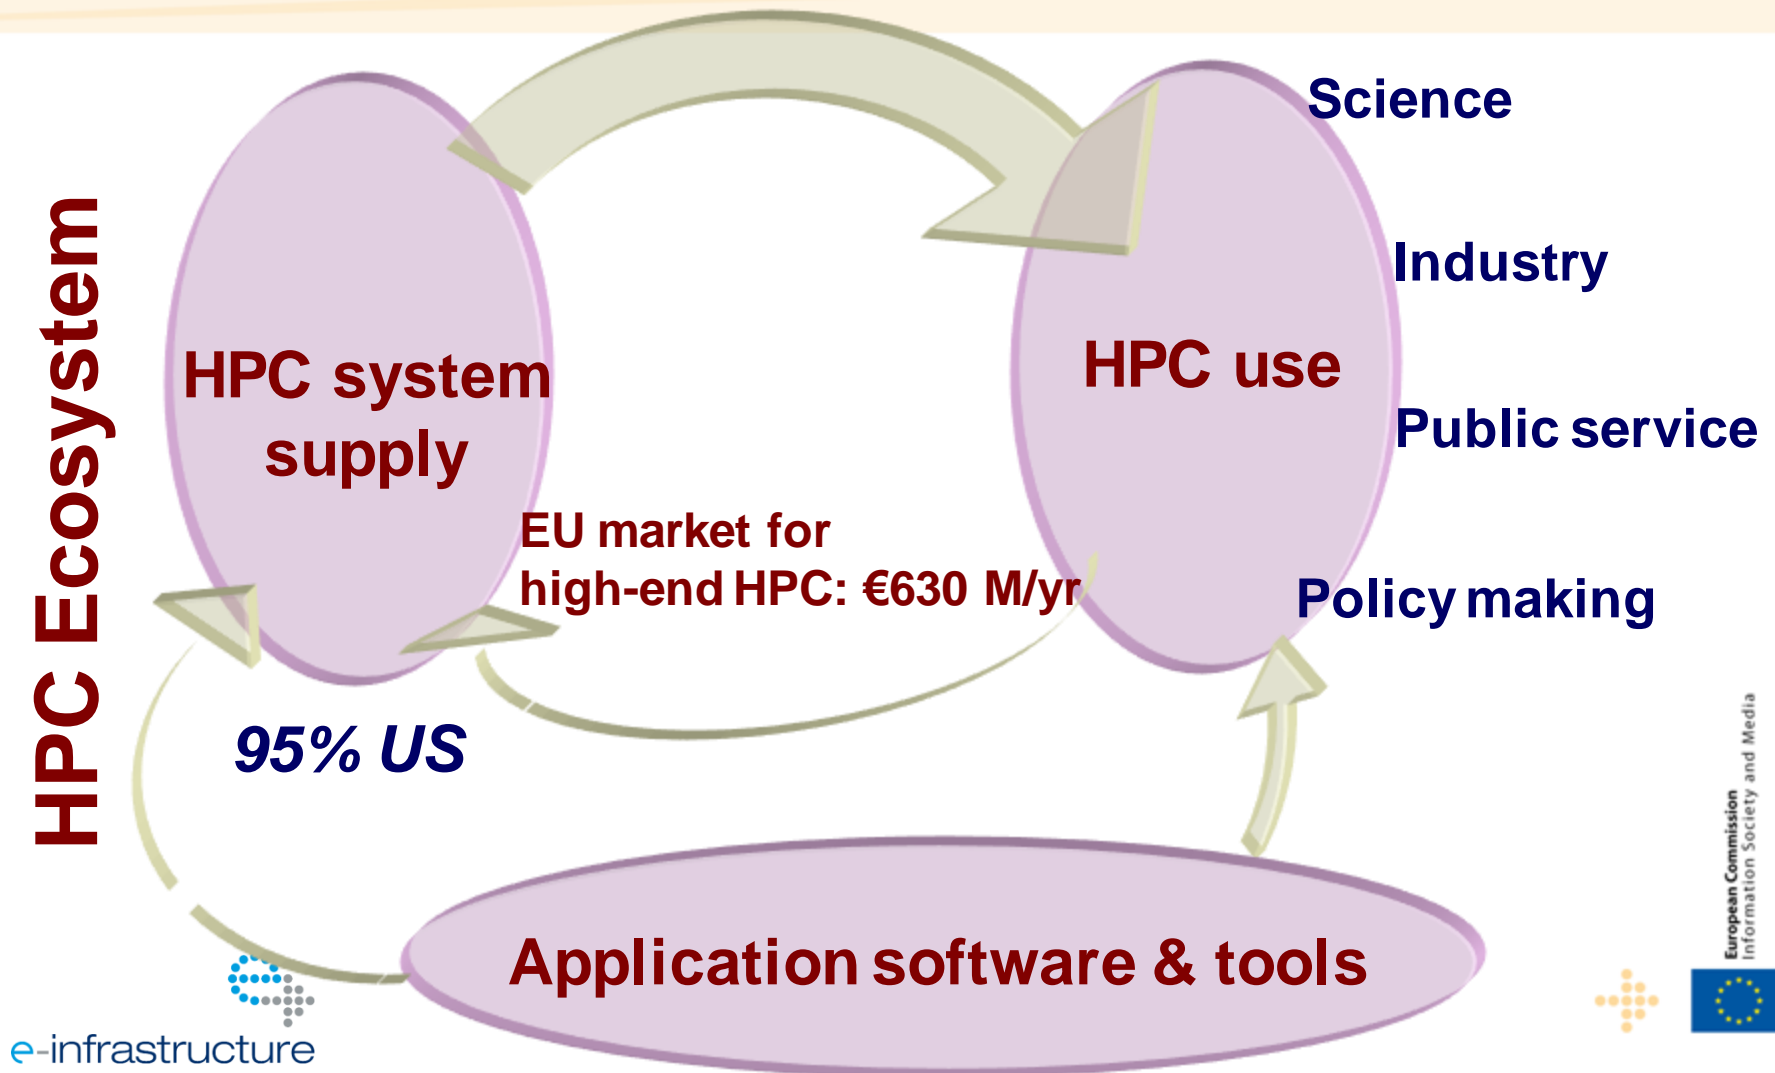 HPC Ecosystem
HPC system
supply
HPC use
Science
Industry
Public service
Policy making
EU market for
high-end HPC: €630 M/yr
95% US
Application software & tools
e-infrastructure
European Commission
Information Society and Media